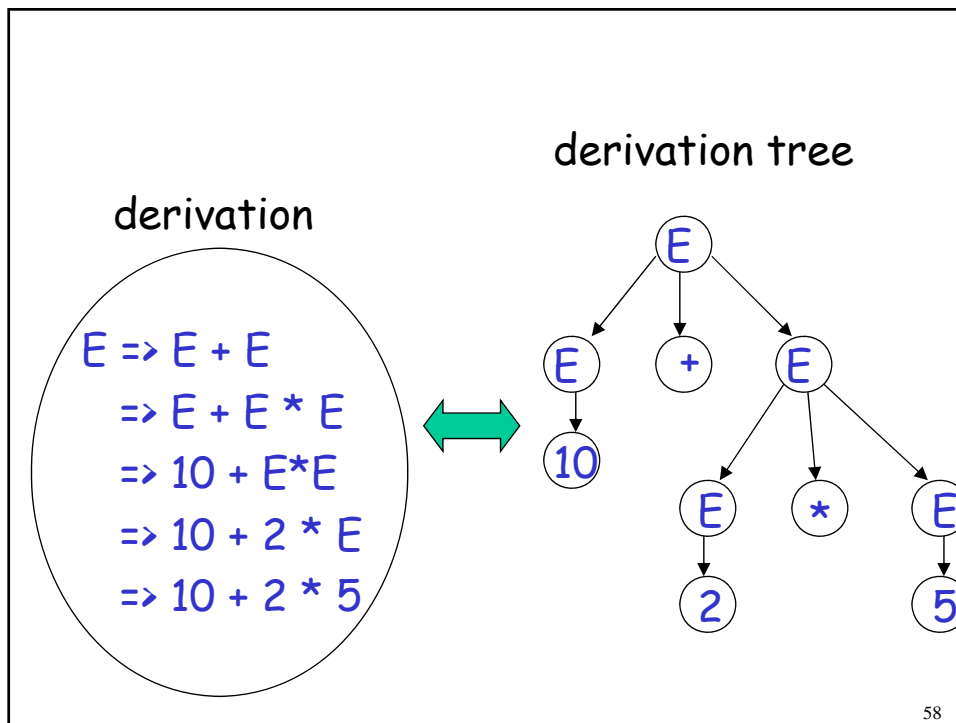 derivation tree
derivation
E => E + E
=> E + E * E
=> 10 + E*E
=> 10 + 2 * E
=> 10 + 2 * 5
E
E + E
10
E * E
2 5
58